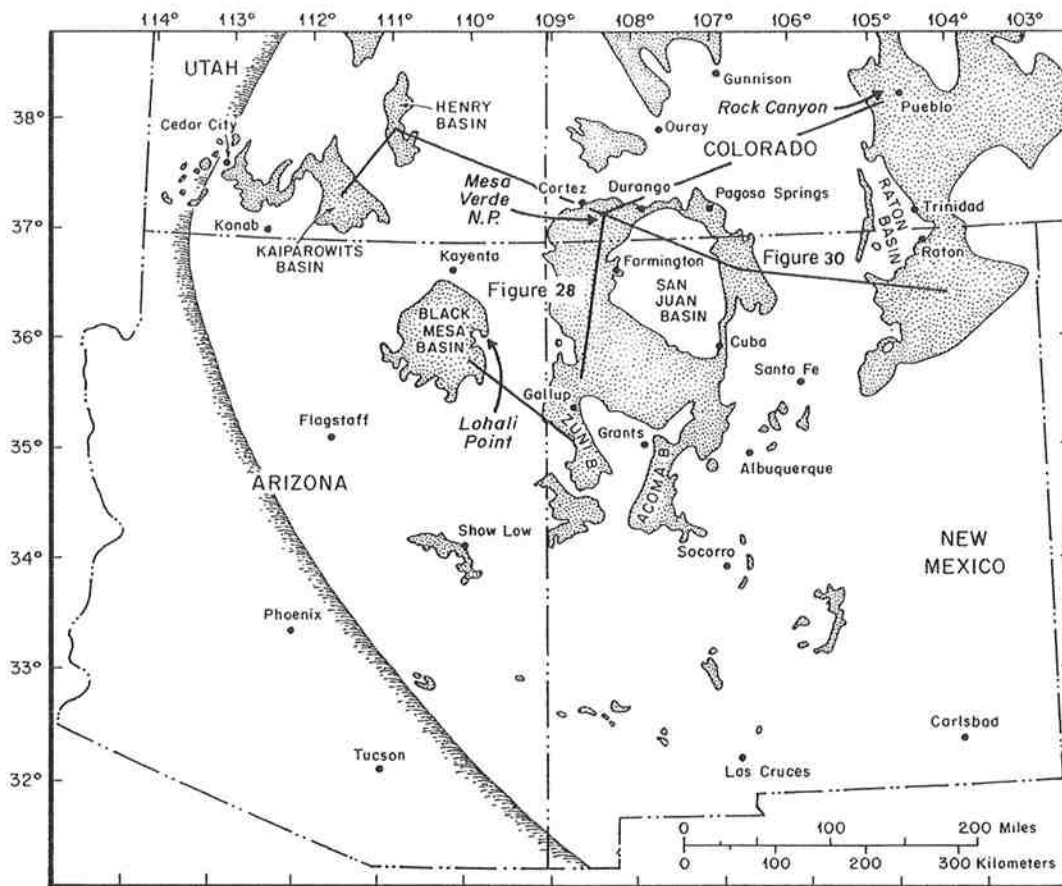 114° 113° 112° 111° 110° 109° 108° 107° 106° 105° 104° 103°
UTAH
Gunnison
38°
HENRY
BASIN
Rock Canyon
Pueblo
Cedar City
Ouray
COLORADO
Mesa
Verde
N.P.
Cortez
Durango
Pagosa Springs
RATON
BASIN
Trinidad
37°
Kanab
KAIPAROWITS
BASIN
Kayenta
Farmington
Figure 30
Raton
Figure 28
SAN
JUAN
BASIN
36°
BLACK
MESA
BASIN
Cuba
Santa Fe
Gallup
Lohali
Point
ZUNI B
Flagstaff
Grants
35°
Albuquerque
ARIZONA
ACOMA B
34°
Show Low
Socorro
NEW
MEXICO
Phoenix
33°
Carlsbad
Tucson
32°
Las Cruces
0 100 200 Miles
0 100 200 300 Kilometers